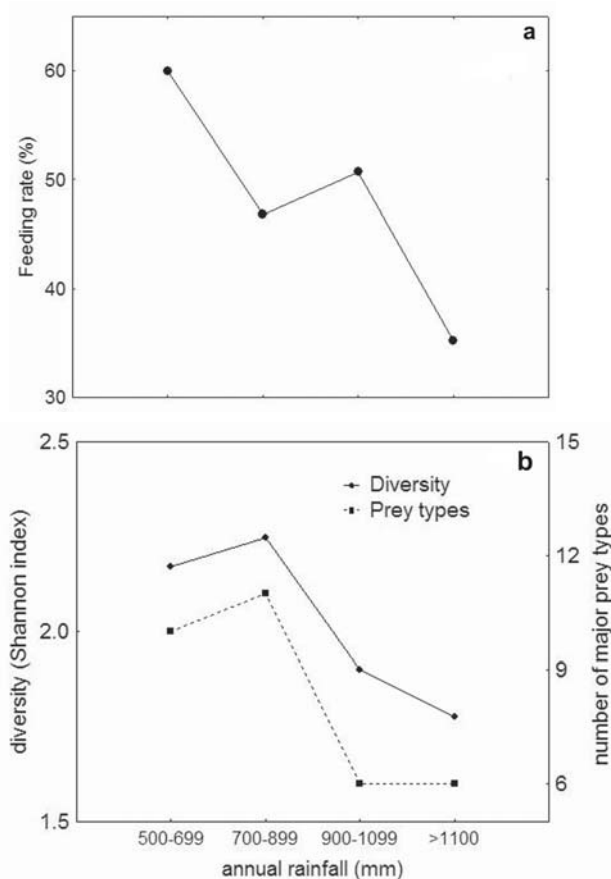 a
60
50
40
30
Feeding rate (%)
b
2.5
2.0
1.5
diversity (Shannon index)
Diversity
Prey types
15
12
9
6
number of major prey types
500-699 700-899 900-1099 >1100
annual rainfall (mm)